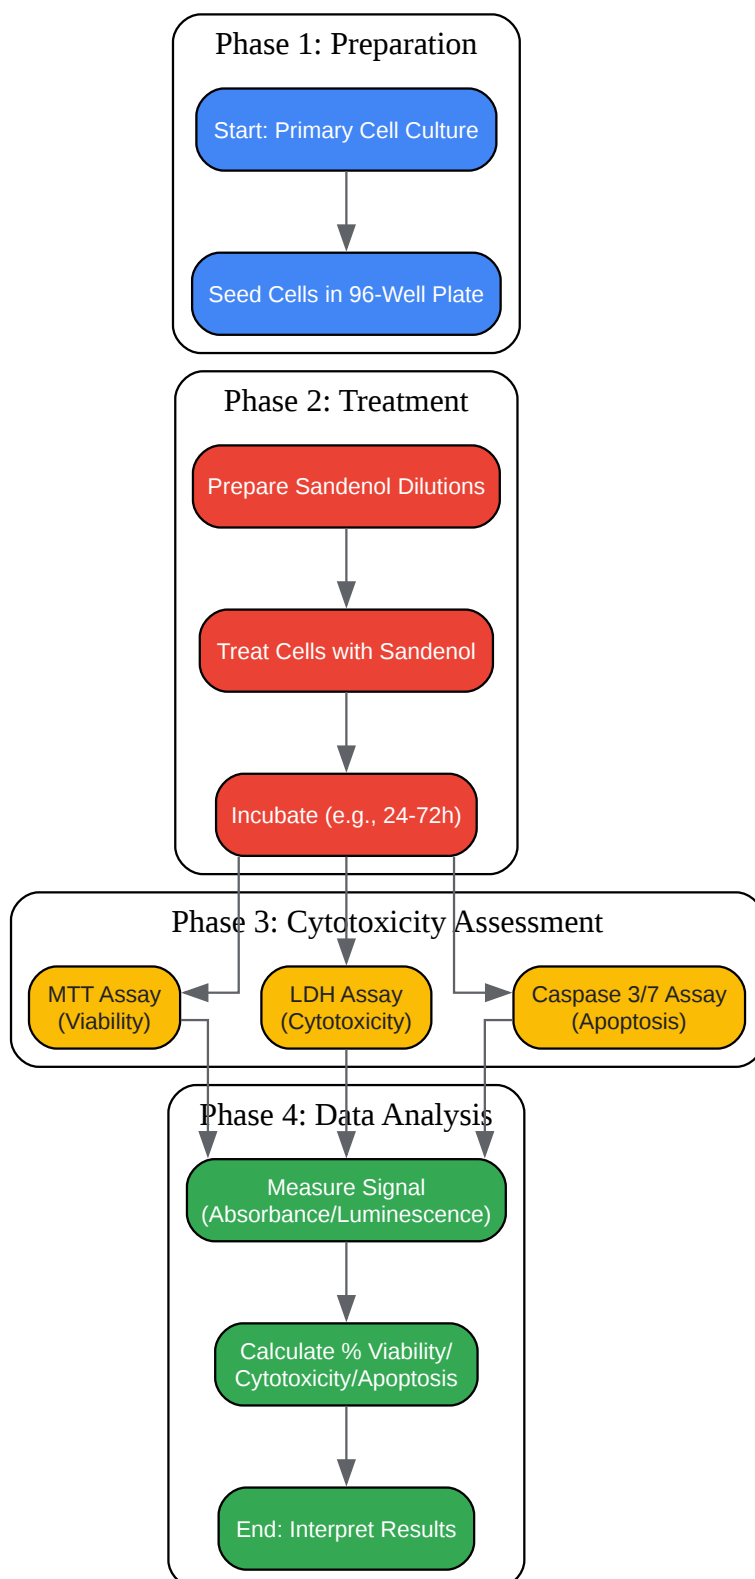 Phase 1: Preparation
Start: Primary Cell Culture
Seed Cells in 96-Well Plate
Phase 2: Treatment
Prepare Sandenol Dilutions
Treat Cells with Sandenol
Incubate (e.g., 24-72h)
Phase 3: Cytotoxicity Assessment
MTT Assay
(Viability)
LDH Assay
(Cytotoxicity)
Caspase 3/7 Assay
(Apoptosis)
Phase 4: Data Analysis
Measure Signal
(Absorbance/Luminescence)
Calculate % Viability/
Cytotoxicity/Apoptosis
End: Interpret Results